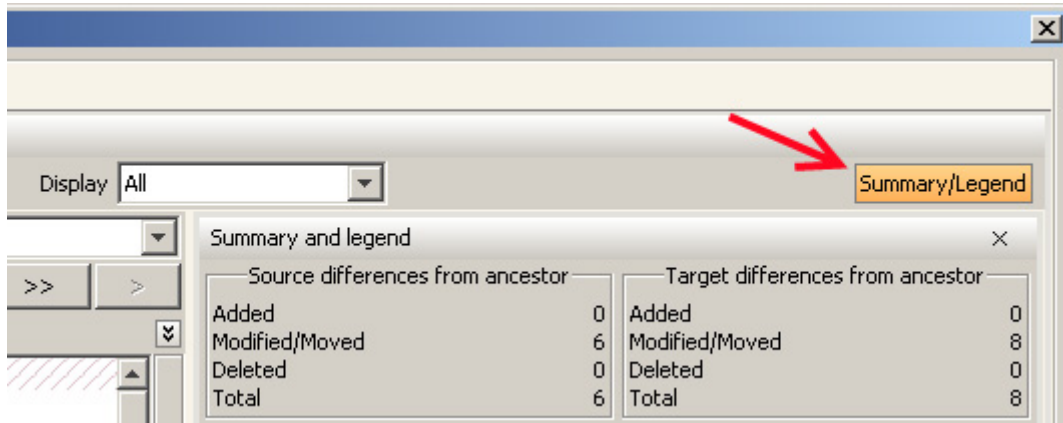 Display All
Summary/Legend
Summary and legend
>> >
Source differences from ancestor
Added 0
Modified/Moved 6
Deleted 0
Total 6
Target differences from ancestor
Added 0
Modified/Moved 8
Deleted 0
Total 8